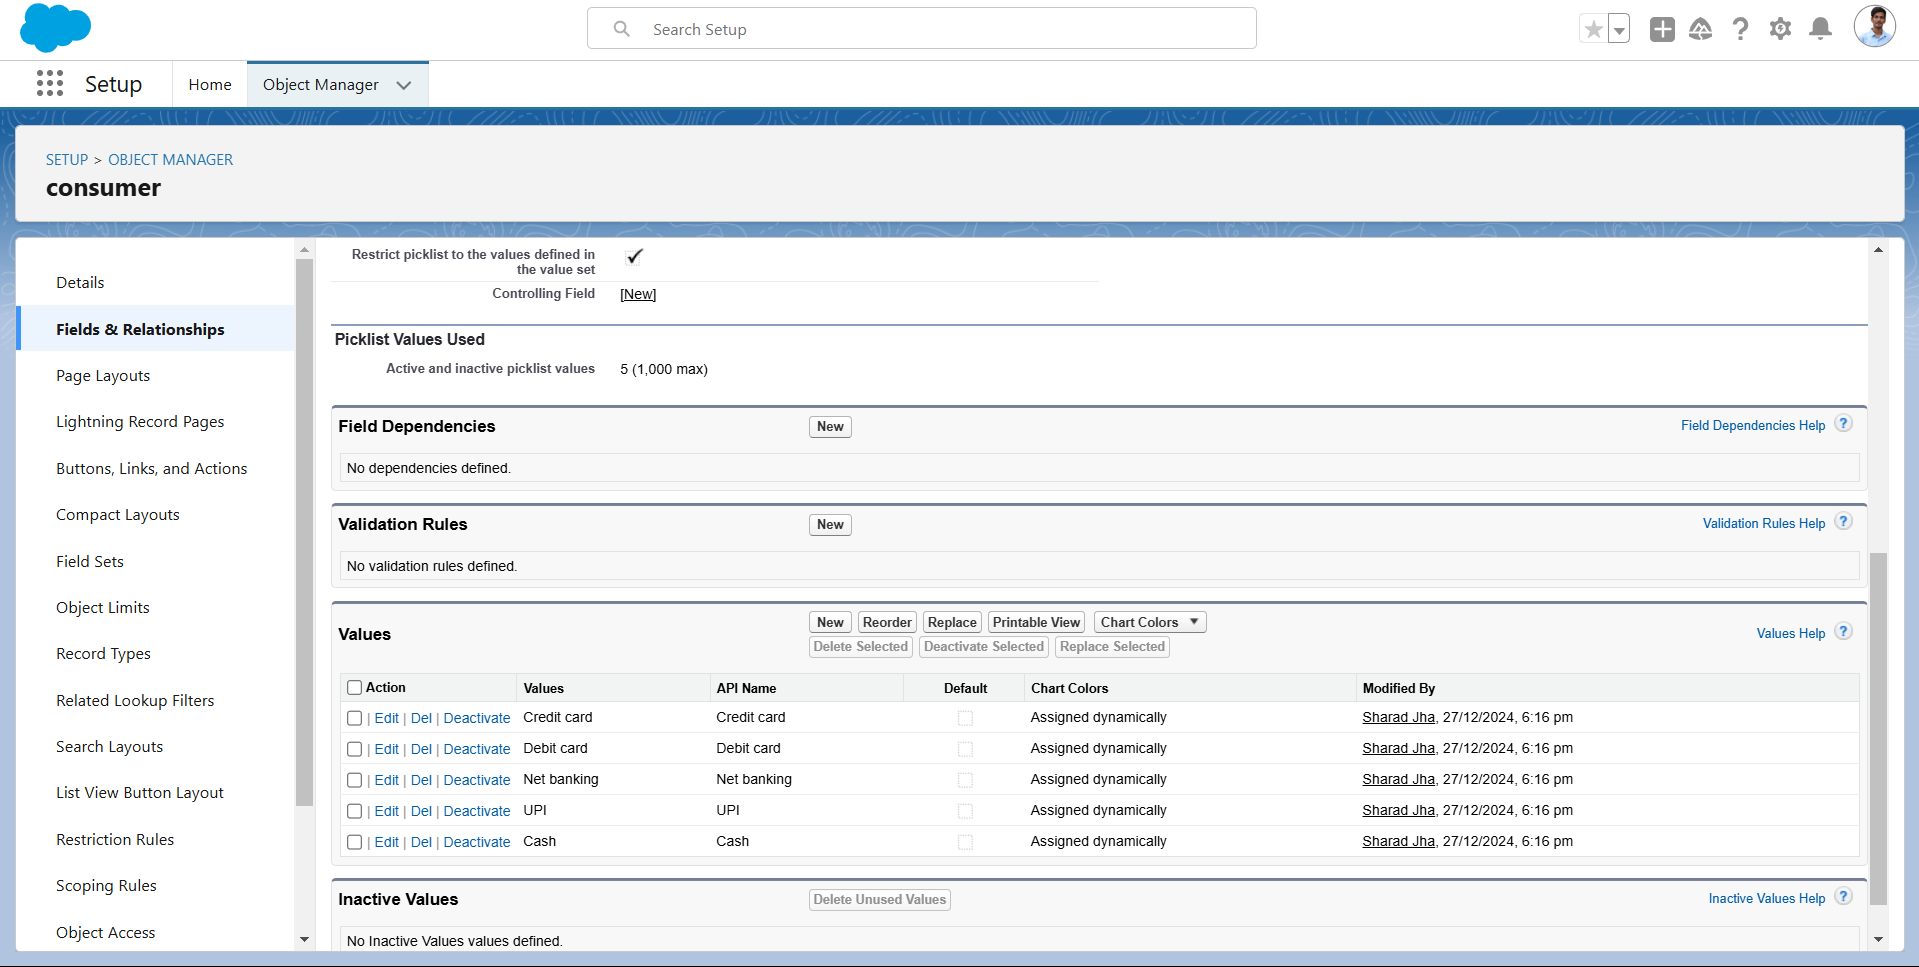 Search Setup
Setup
Home
Object Manager
SETUP > OBJECT MANAGER
consumer
Details
Fields & Relationships
Page Layouts
Lightning Record Pages
Buttons, Links, and Actions
Compact Layouts
Field Sets
Object Limits
Record Types
Related Lookup Filters
Search Layouts
List View Button Layout
Restriction Rules
Scoping Rules
Object Access
Restrict picklist to the values defined in
the value set
Controlling Field [New]
Picklist Values Used
Active and inactive picklist values 5 (1,000 max)
Field Dependencies New Field Dependencies Help ?
No dependencies defined.
Validation Rules New Validation Rules Help ?
No validation rules defined.
Values New Reorder Replace Printable View Chart Colors Values Help ?
Delete Selected Deactivate Selected Replace Selected
Action Values API Name Default Chart Colors Modified By
| Edit | Del | Deactivate Credit card Credit card Assigned dynamically Sharad Jha, 27/12/2024, 6:16 pm
| Edit | Del | Deactivate Debit card Debit card Assigned dynamically Sharad Jha, 27/12/2024, 6:16 pm
| Edit | Del | Deactivate Net banking Net banking Assigned dynamically Sharad Jha, 27/12/2024, 6:16 pm
| Edit | Del | Deactivate UPI UPI Assigned dynamically Sharad Jha, 27/12/2024, 6:16 pm
| Edit | Del | Deactivate Cash Cash Assigned dynamically Sharad Jha, 27/12/2024, 6:16 pm
Inactive Values Delete Unused Values Inactive Values Help ?
No Inactive Values values defined.